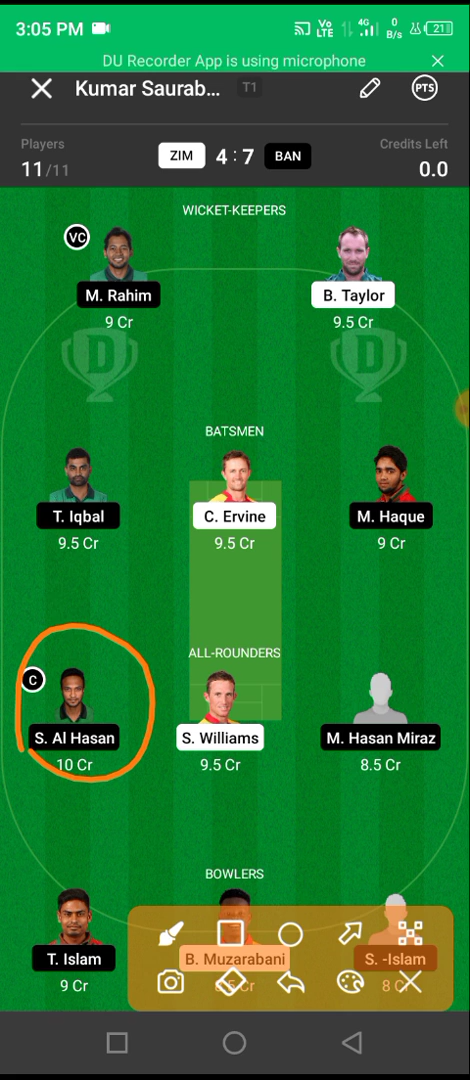 3:05 PM
Vo LTE 4G 0 B/s 21
DU Recorder App is using microphone
Kumar Saurab... T1 PTS
Players Credits Left
11/11 ZIM 4 : 7 BAN 0.0
WICKET-KEEPERS
VC
M. Rahim B. Taylor
9 Cr 9.5 Cr
D D
BATSMEN
T. Iqbal C. Ervine M. Haque
9.5 Cr 9.5 Cr 9 Cr
ALL-ROUNDERS
C
S. Al Hasan S. Williams M. Hasan Miraz
10 Cr 9.5 Cr 8.5 Cr
BOWLERS
T. Islam B. Muzarabani S. -Islam
9 Cr 8 Cr